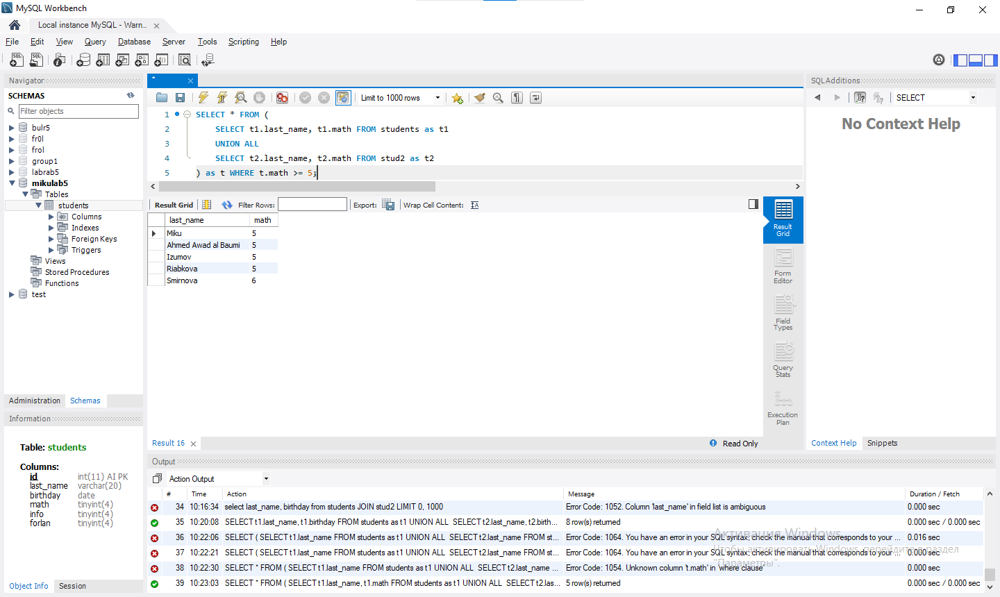 MySQL Workbench
Local instance MySQL - Warn...
File Edit View Query Database Server Tools Scripting Help
Navigator
SCHEMAS
Filter objects
bulr5
fr0l
frol
group1
labrab5
mikulab5
Tables
students
Columns
Indexes
Foreign Keys
Triggers
Views
Stored Procedures
Functions
test
Administration Schemas
Information
Table: students
Columns:
id int(11) AI PK
last_name varchar(20)
birthday date
math tinyint(4)
info tinyint(4)
forlan tinyint(4)
Object Info Session
*
Limit to 1000 rows
1 SELECT * FROM (
2 SELECT t1.last_name, t1.math FROM students as t1
3 UNION ALL
4 SELECT t2.last_name, t2.math FROM stud2 as t2
5 ) as t WHERE t.math >= 5;
Result Grid Filter Rows: Export: Wrap Cell Content:
last_name math
Miku 5
Ahmed Awad al Baumi 5
Izumov 5
Riabkova 5
Smirnova 6
Result Grid
Form Editor
Field Types
Query Stats
Execution Plan
Result 16 Read Only
SQLAdditions
SELECT
No Context Help
Context Help Snippets
Output
Action Output
# Time Action Message Duration / Fetch
34 10:16:34 select last_name, birthday from students JOIN stud2 LIMIT 0, 1000 Error Code: 1052. Column 'last_name' in field list is ambiguous 0.000 sec
35 10:20:08 SELECT t1.last_name, t1.birthday FROM students as t1 UNION ALL SELECT t2.last_name, t2.birth... 8 row(s) returned 0.000 sec / 0.000 sec
36 10:22:06 SELECT ( SELECT t1.last_name FROM students as t1 UNION ALL SELECT t2.last_name FROM st... Error Code: 1064. You have an error in your SQL syntax; check the manual that corresponds to your ... 0.016 sec
37 10:22:21 SELECT ( SELECT t1.last_name FROM students as t1 UNION ALL SELECT t2.last_name FROM st... Error Code: 1064. You have an error in your SQL syntax; check the manual that corresponds to your ... 0.000 sec
38 10:22:30 SELECT * FROM ( SELECT t1.last_name FROM students as t1 UNION ALL SELECT t2.last_name ... Error Code: 1054. Unknown column 't.math' in 'where clause' 0.000 sec
39 10:23:03 SELECT * FROM ( SELECT t1.last_name, t1.math FROM students as t1 UNION ALL SELECT t2.las... 5 row(s) returned 0.000 sec / 0.000 sec
Активация Windows
Чтобы активировать Windows, перейдите в раздел
"Параметры".